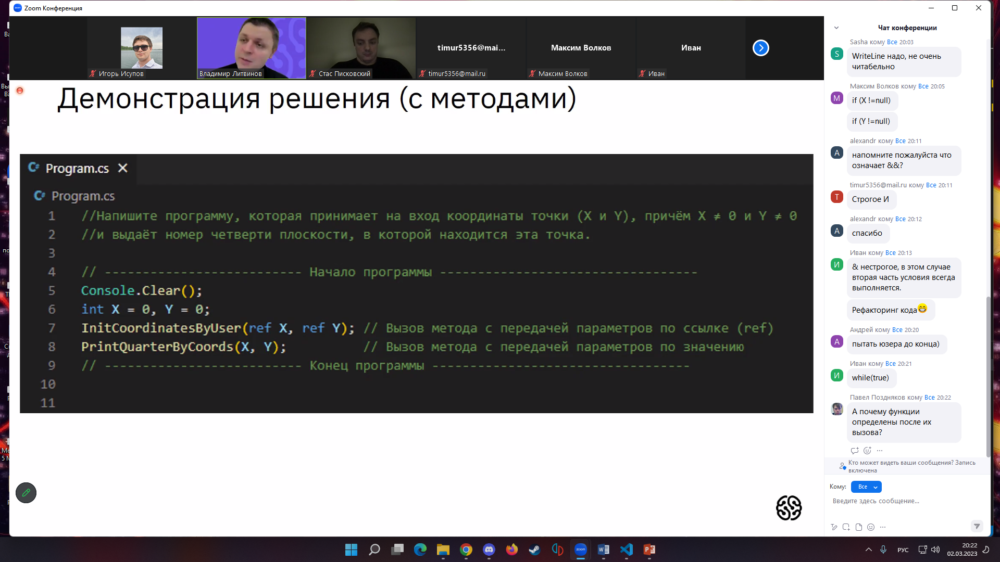 Zoom Конференция
timur5356@mai...
Максим Волков
Иван
Игорь Исупов
Владимир Литвинов
Стас Писковский
timur5356@mail.ru
Максим Волков
Иван
Демонстрация решения (с методами)
Program.cs
Program.cs
1 //Напишите программу, которая принимает на вход координаты точки (X и Y), причём X ≠ 0 и Y ≠ 0
2 //и выдаёт номер четверти плоскости, в которой находится эта точка.
3
4 // -------------------------- Начало программы ----------------------------------
5 Console.Clear();
6 int X = 0, Y = 0;
7 InitCoordinatesByUser(ref X, ref Y); // Вызов метода с передачей параметров по ссылке (ref)
8 PrintQuarterByCoords(X, Y); // Вызов метода с передачей параметров по значению
9 // -------------------------- Конец программы ----------------------------------
10
11
Чат конференции
Sasha кому Все 20:03
S
WriteLine надо, не очень
читабельно
Максим Волков кому Все 20:05
М
if (X !=null)
if (Y !=null)
alexandr кому Все 20:11
A
напомните пожалуйста что
означает &&?
timur5356@mail.ru кому Все 20:11
T
Строгое И
alexandr кому Все 20:12
A
спасибо
Иван кому Все 20:13
И
& нестрогое, в этом случае
вторая часть условия всегда
выполняется.
Рефакторинг кода😁
Андрей кому Все 20:20
А
пытать юзера до конца)
Иван кому Все 20:21
И
while(true)
Павел Поздняков кому Все 20:22
А почему функции
определены после их
вызова?
Кто может видеть ваши сообщения? Запись
включена
Кому: Все
Введите здесь сообщение...
zoom
РУС
20:22
02.03.2023